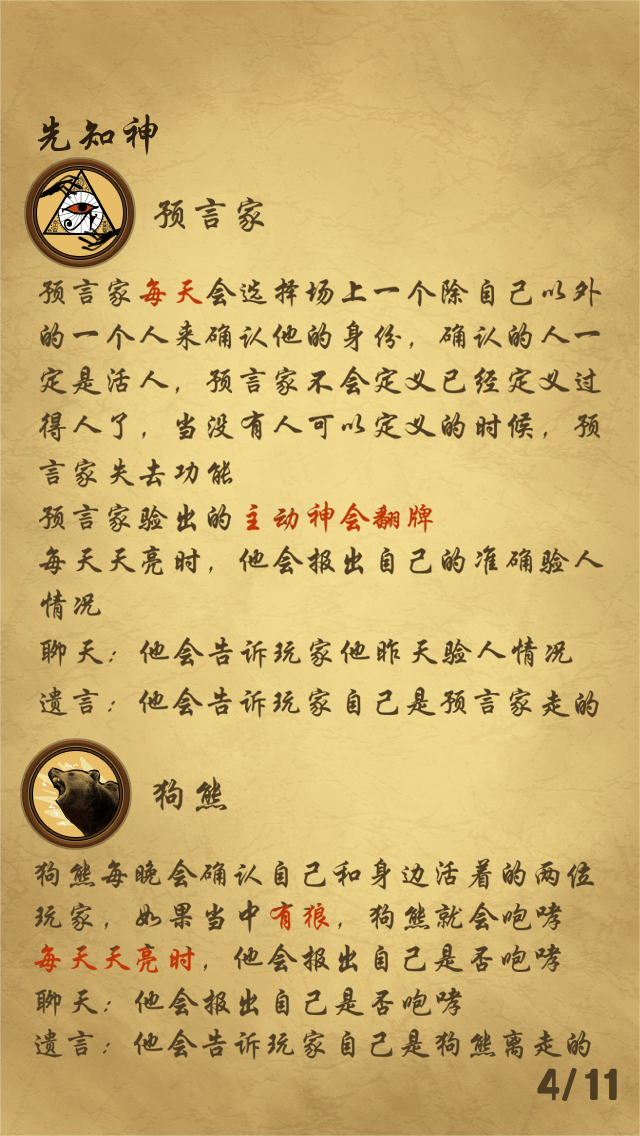 先知神
预言家
预言家每天会选择场上一个除自己以外
的一个人来确认他的身份，确认的人一
定是活人，预言家不会定义已经定义过
得人了，当没有人可以定义的时候，预
言家失去功能
预言家验出的主动神会翻牌
每天天亮时，他会报出自己的准确验人
情况
聊天：他会告诉玩家他昨天验人情况
遗言：他会告诉玩家自己是预言家走的
狗熊
狗熊每晚会确认自己和身边活着的两位
玩家，如果当中有狼，狗熊就会咆哮
每天天亮时，他会报出自己是否咆哮
聊天：他会报出自己是否咆哮
遗言：他会告诉玩家自己是狗熊离走的
4/11